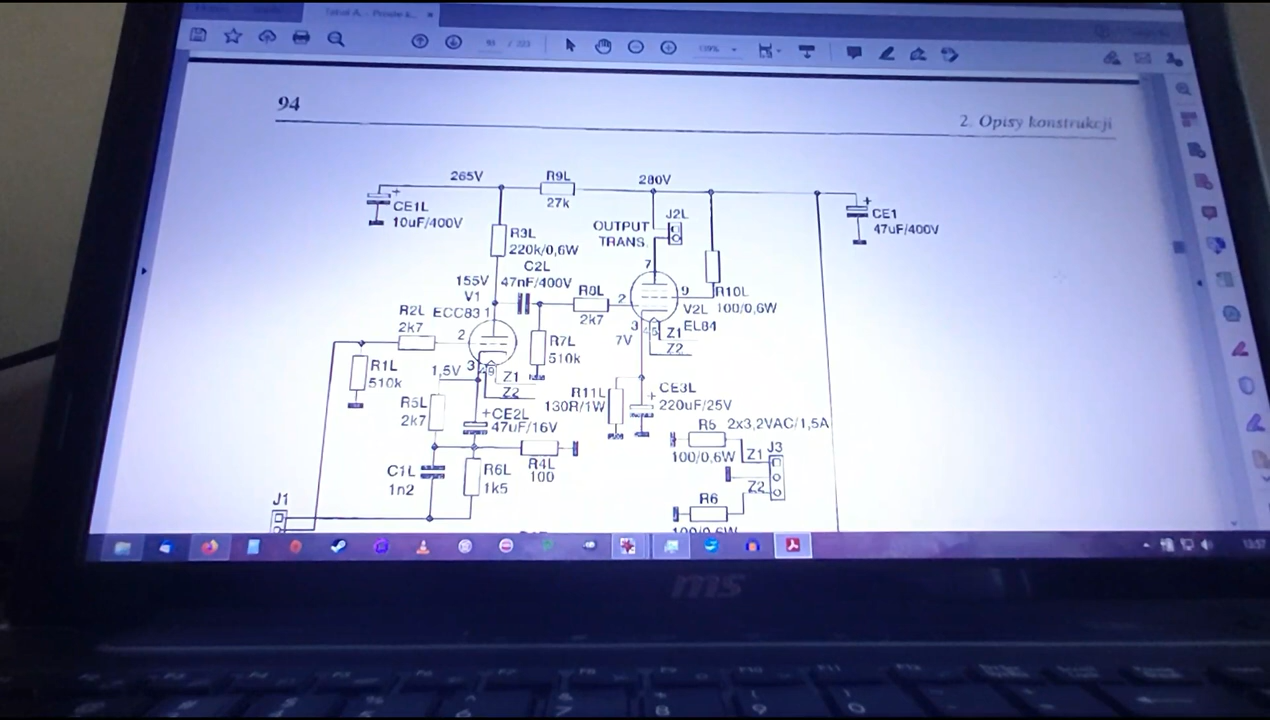 94
2. Opisy konstrukcji
265V
R9L
27k
280V
CE1L
10uF/400V
R3L
220k/0,6W
OUTPUT
TRANS.
J2L
CE1
47uF/400V
C2L
47nF/400V
155V
V1
ECC83
1
R2L
2k7
2
R8L
2k7
2
7
9
R10L
100/0,6W
V2L
EL84
3
7V
Z1
Z2
R7L
510k
R1L
510k
1,5V
3
9
Z1
Z2
R5L
2k7
CE2L
47uF/16V
R11L
130R/1W
CE3L
220uF/25V
R5
100/0,6W
2x3,2VAC/1,5A
J3
Z1
Z2
R4L
100
C1L
1n2
R6L
1k5
R6
100/0,6W
J1